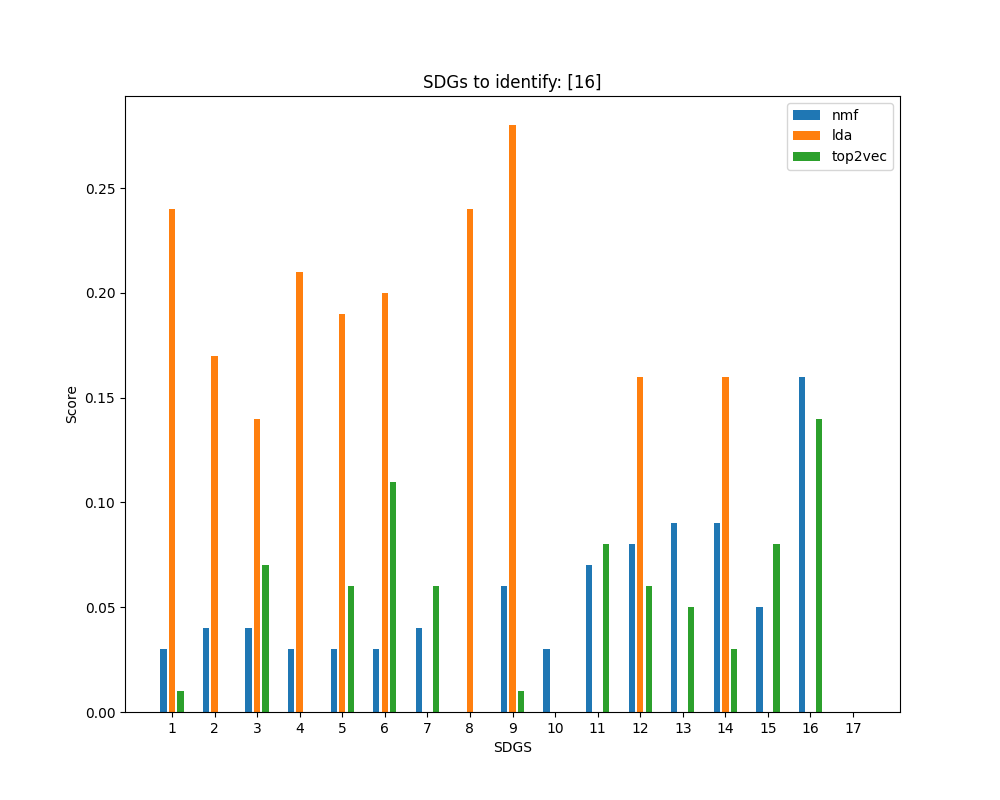 SDGs to identify: [16]
nmf
lda
top2vec
Score
0.25
0.20
0.15
0.10
0.05
0.00
1 2 3 4 5 6 7 8 9 10 11 12 13 14 15 16 17
SDGS